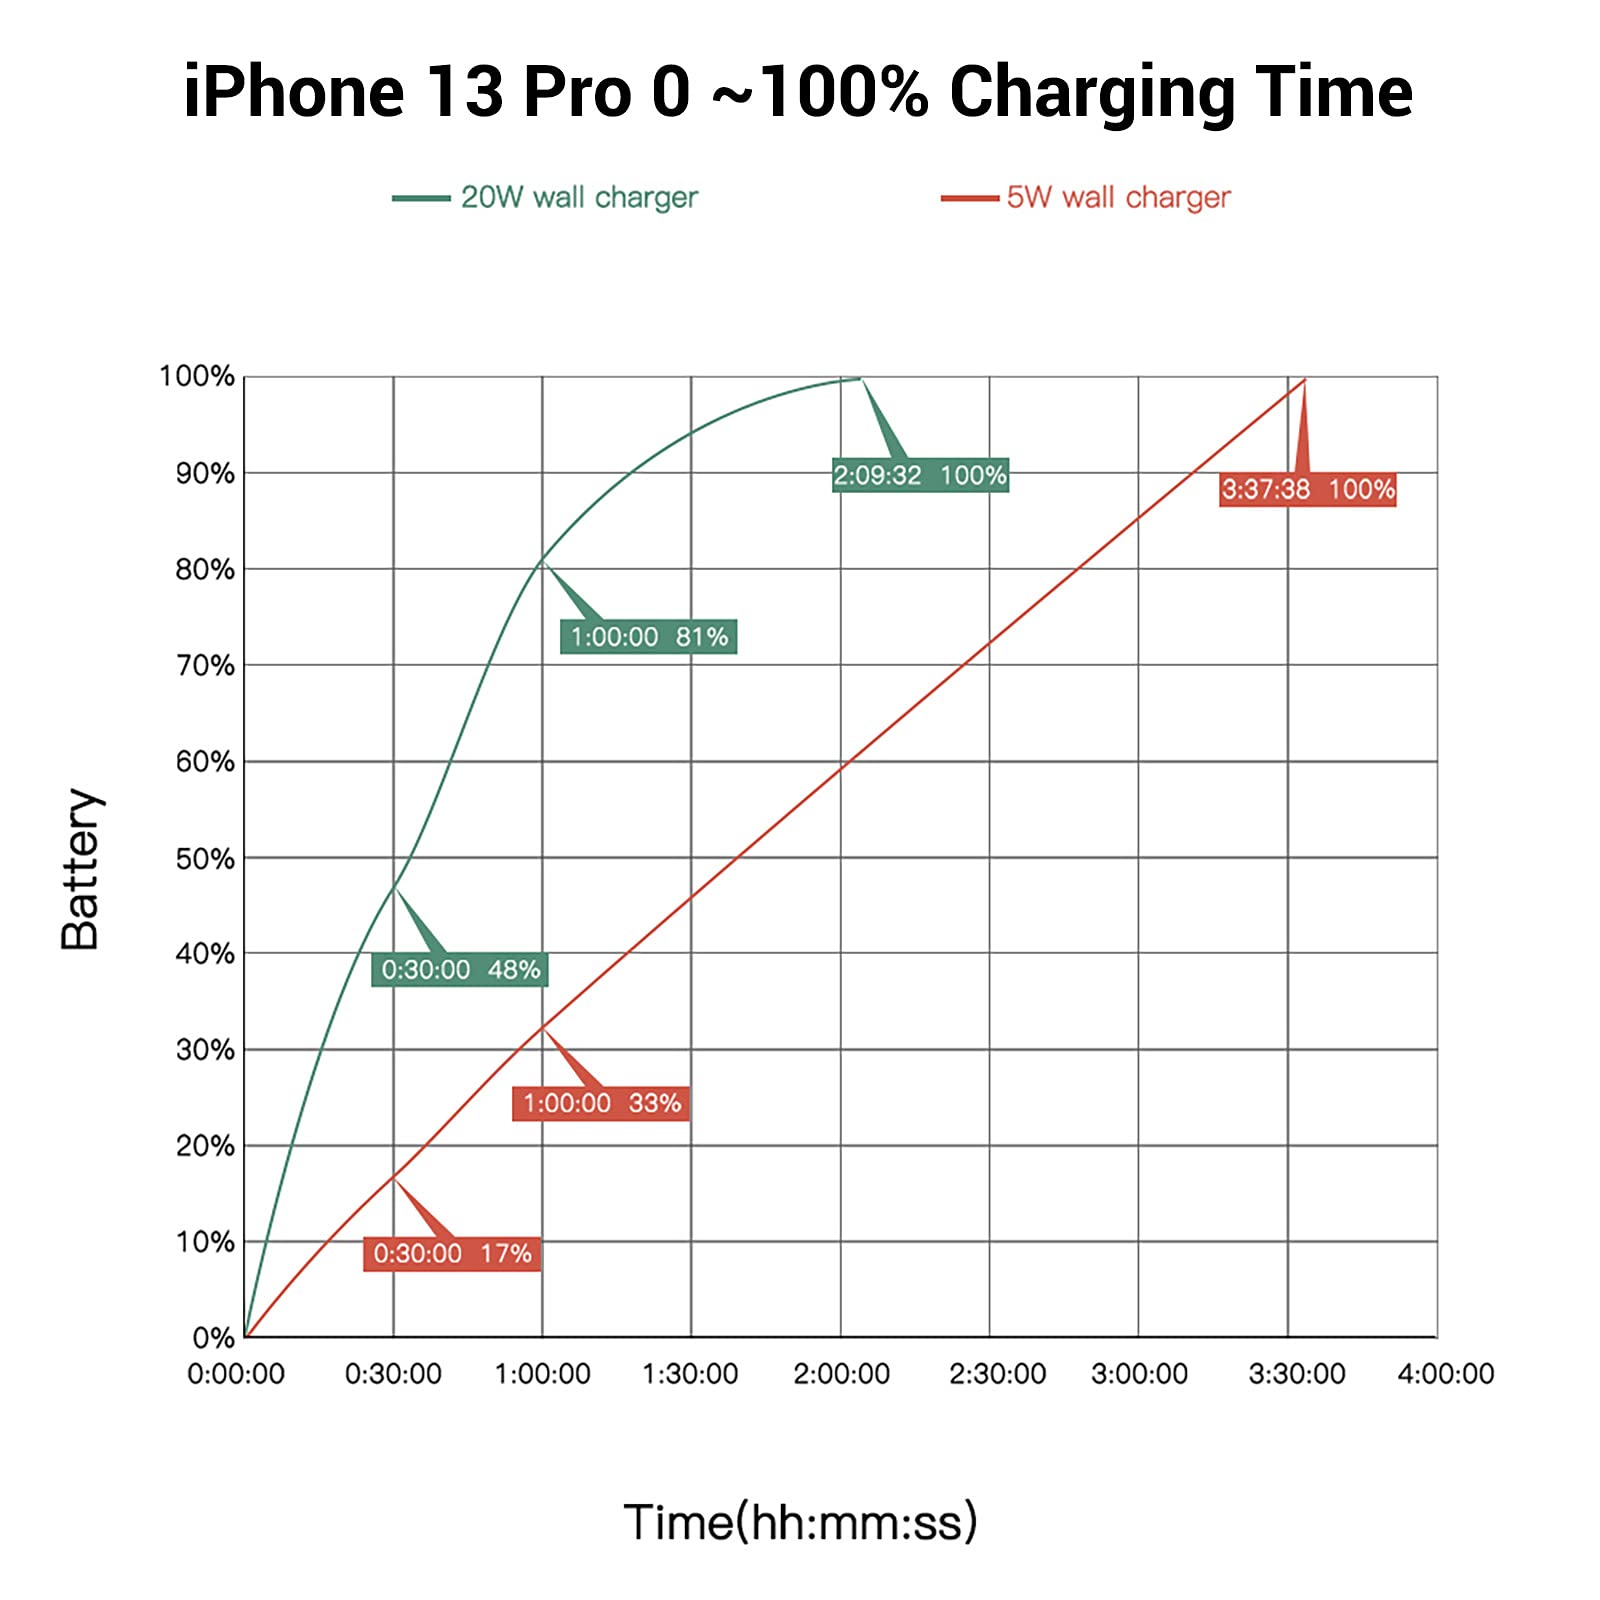 iPhone 13 Pro 0 ~100% Charging Time
20W wall charger
5W wall charger
100%
90%
80%
70%
60%
50%
40%
30%
20%
10%
0%
Battery
2:09:32 100%
3:37:38 100%
1:00:00 81%
0:30:00 48%
1:00:00 33%
0:30:00 17%
0:00:00 0:30:00 1:00:00 1:30:00 2:00:00 2:30:00 3:00:00 3:30:00 4:00:00
Time(hh:mm:ss)